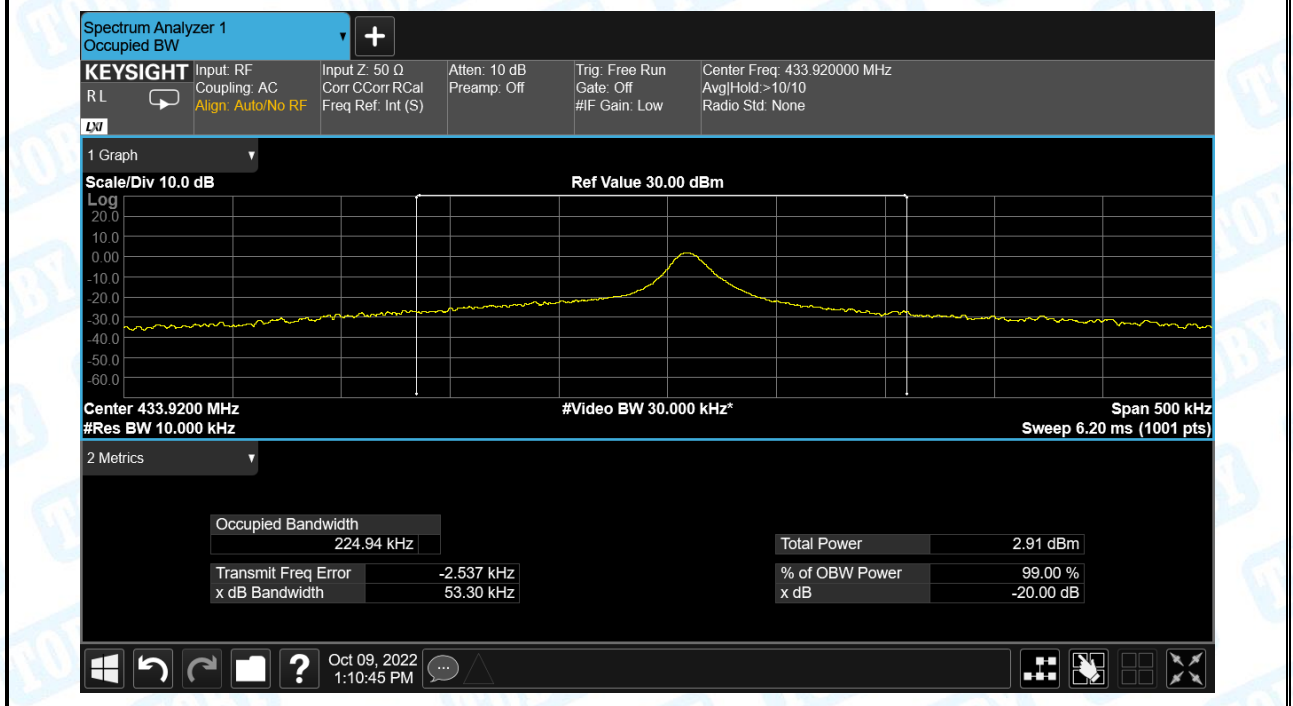 Spectrum Analyzer 1
Occupied BW
+
KEYSIGHT
R L
LXI
Input: RF
Coupling: AC
Align: Auto/No RF
Input Z: 50 Ω
Corr CCorr RCal
Freq Ref: Int (S)
Atten: 10 dB
Preamp: Off
Trig: Free Run
Gate: Off
#IF Gain: Low
Center Freq: 433.920000 MHz
Avg|Hold:>10/10
Radio Std: None
1 Graph
Scale/Div 10.0 dB
Ref Value 30.00 dBm
Log
20.0
10.0
0.00
-10.0
-20.0
-30.0
-40.0
-50.0
-60.0
Center 433.9200 MHz
#Video BW 30.000 kHz*
Span 500 kHz
#Res BW 10.000 kHz
Sweep 6.20 ms (1001 pts)
2 Metrics
Occupied Bandwidth
224.94 kHz
Total Power 2.91 dBm
Transmit Freq Error -2.537 kHz
% of OBW Power 99.00 %
x dB Bandwidth 53.30 kHz
x dB -20.00 dB
?
Oct 09, 2022
1:10:45 PM
TOBY